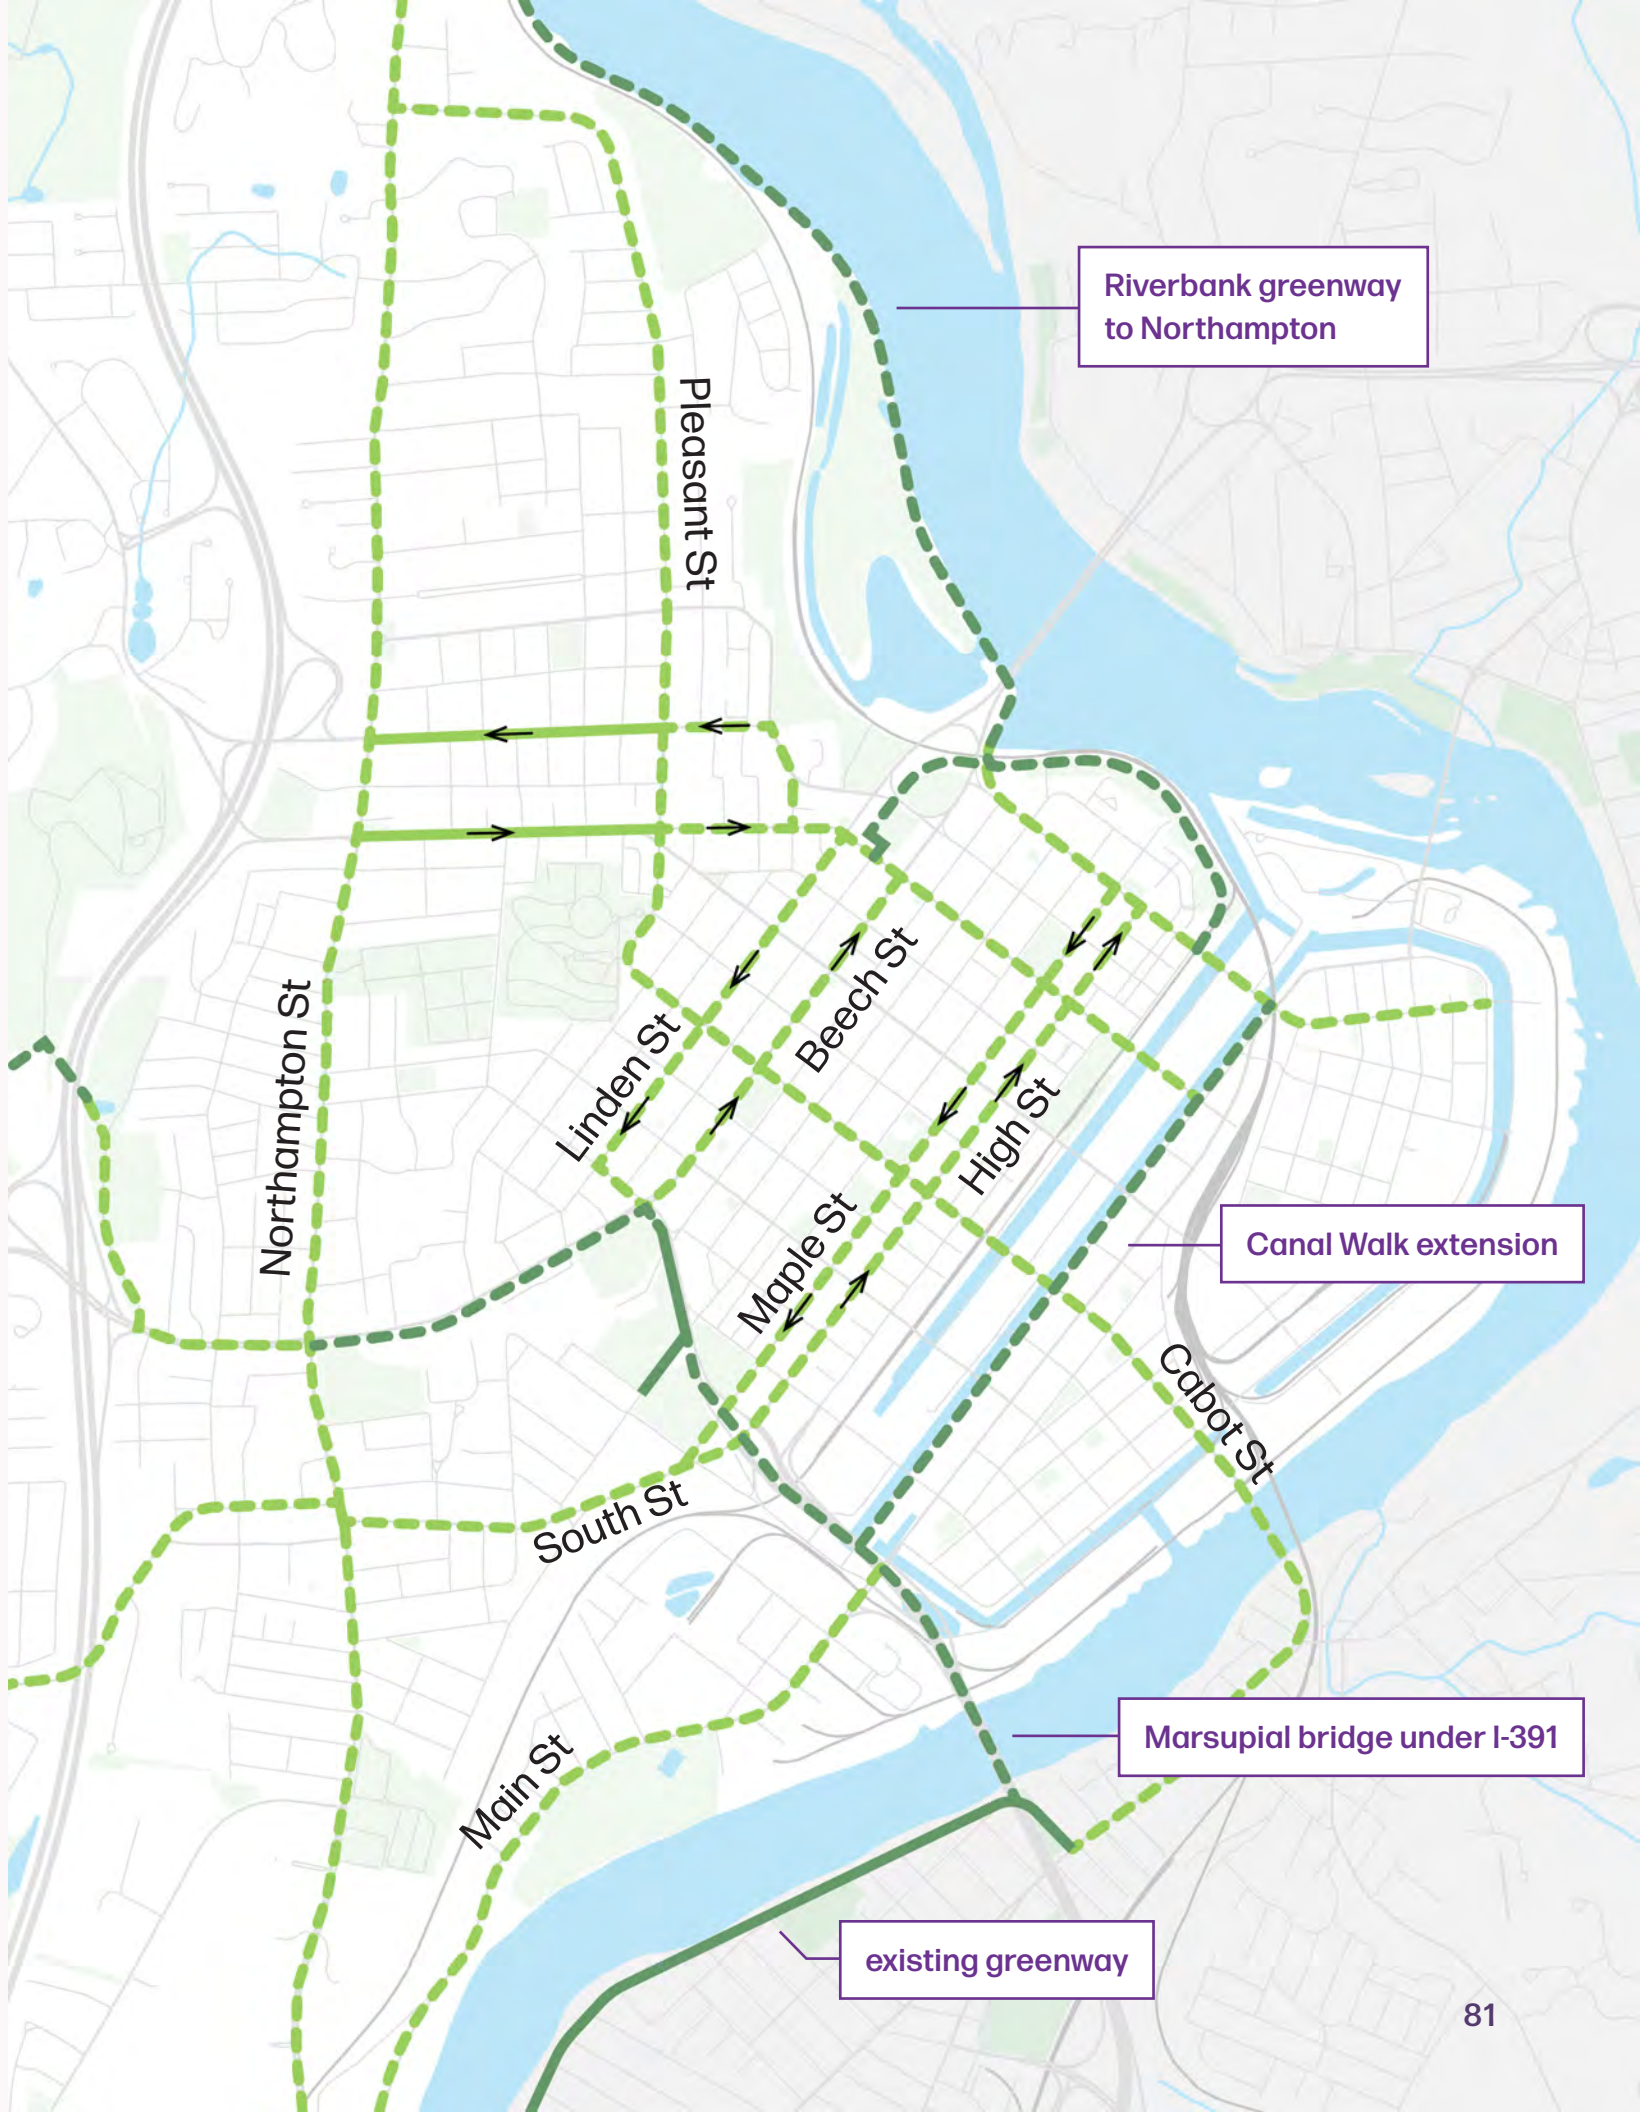 Riverbank greenway
to Northampton
Pleasant St
Beech St
Northampton St
Linden St
High St
Maple St
Canal Walk extension
Cabot St
South St
Marsupial bridge under I-391
Main St
existing greenway
81